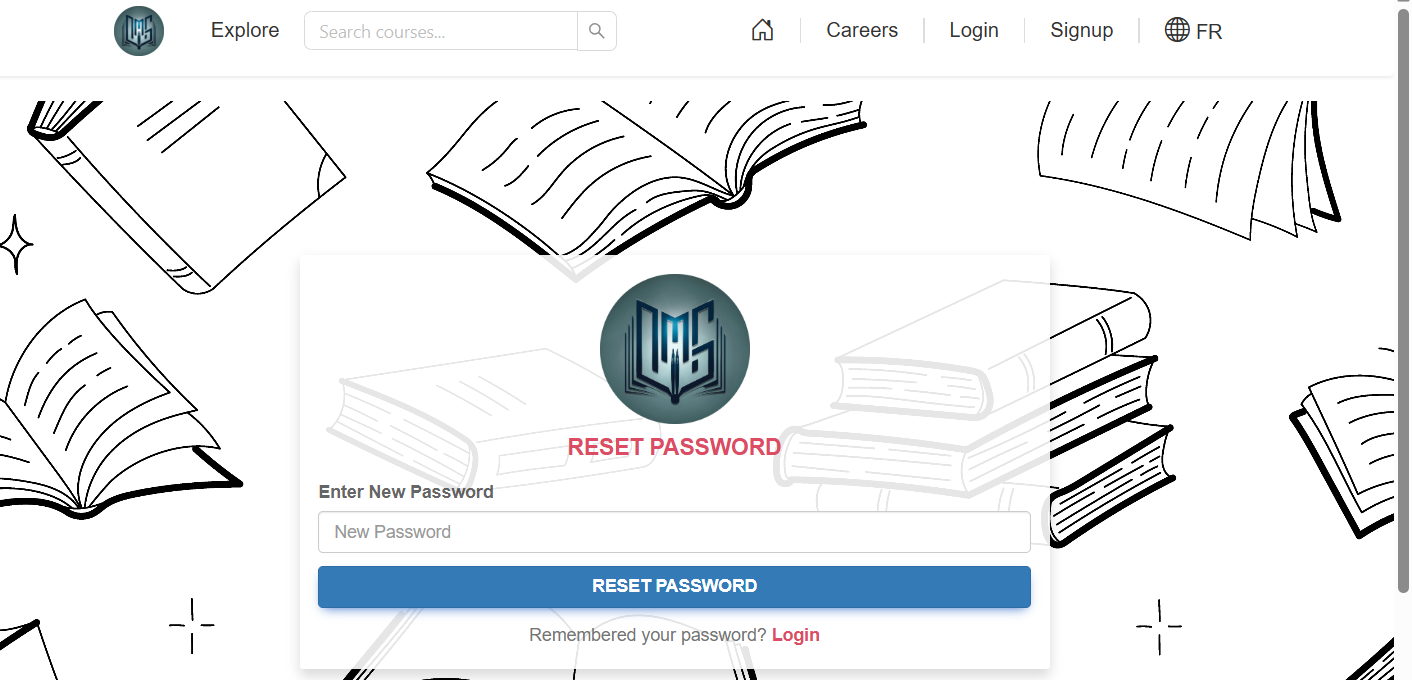 Explore
Search courses...
Careers
Login
Signup
FR
LMS
RESET PASSWORD
Enter New Password
New Password
RESET PASSWORD
Remembered your password? Login